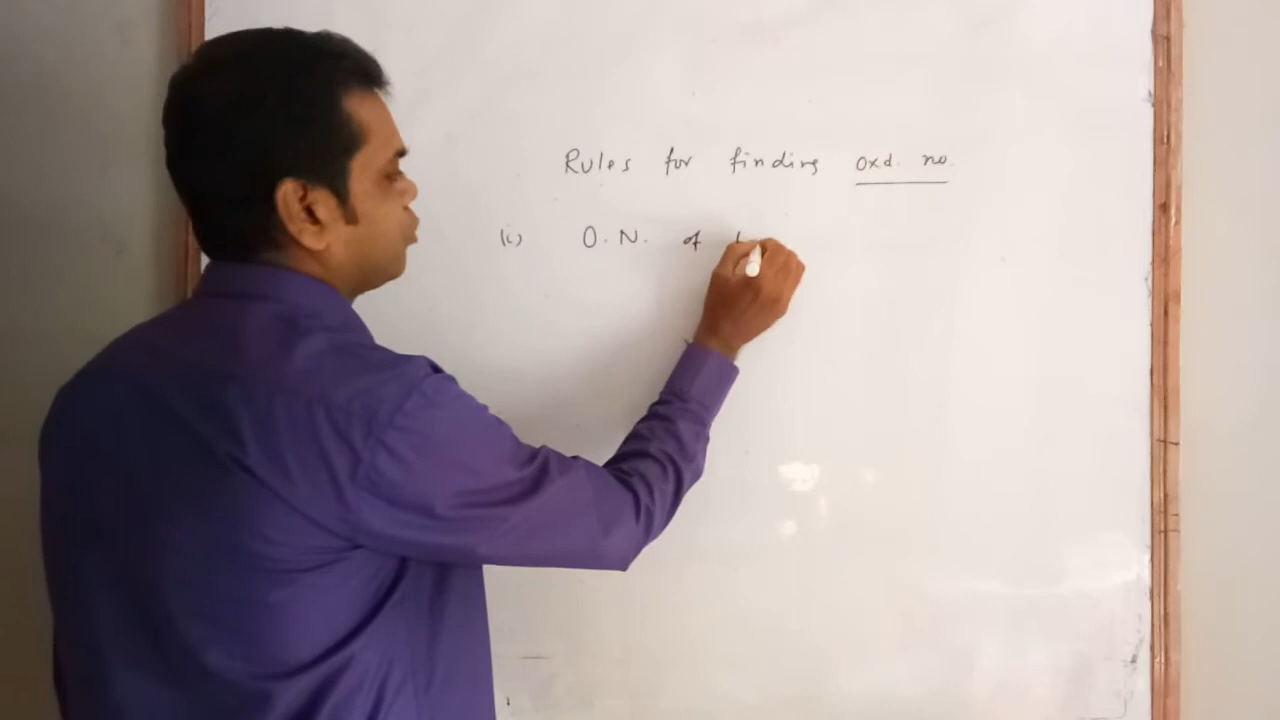 Rules for finding oxd. no.
(i) O.N. of